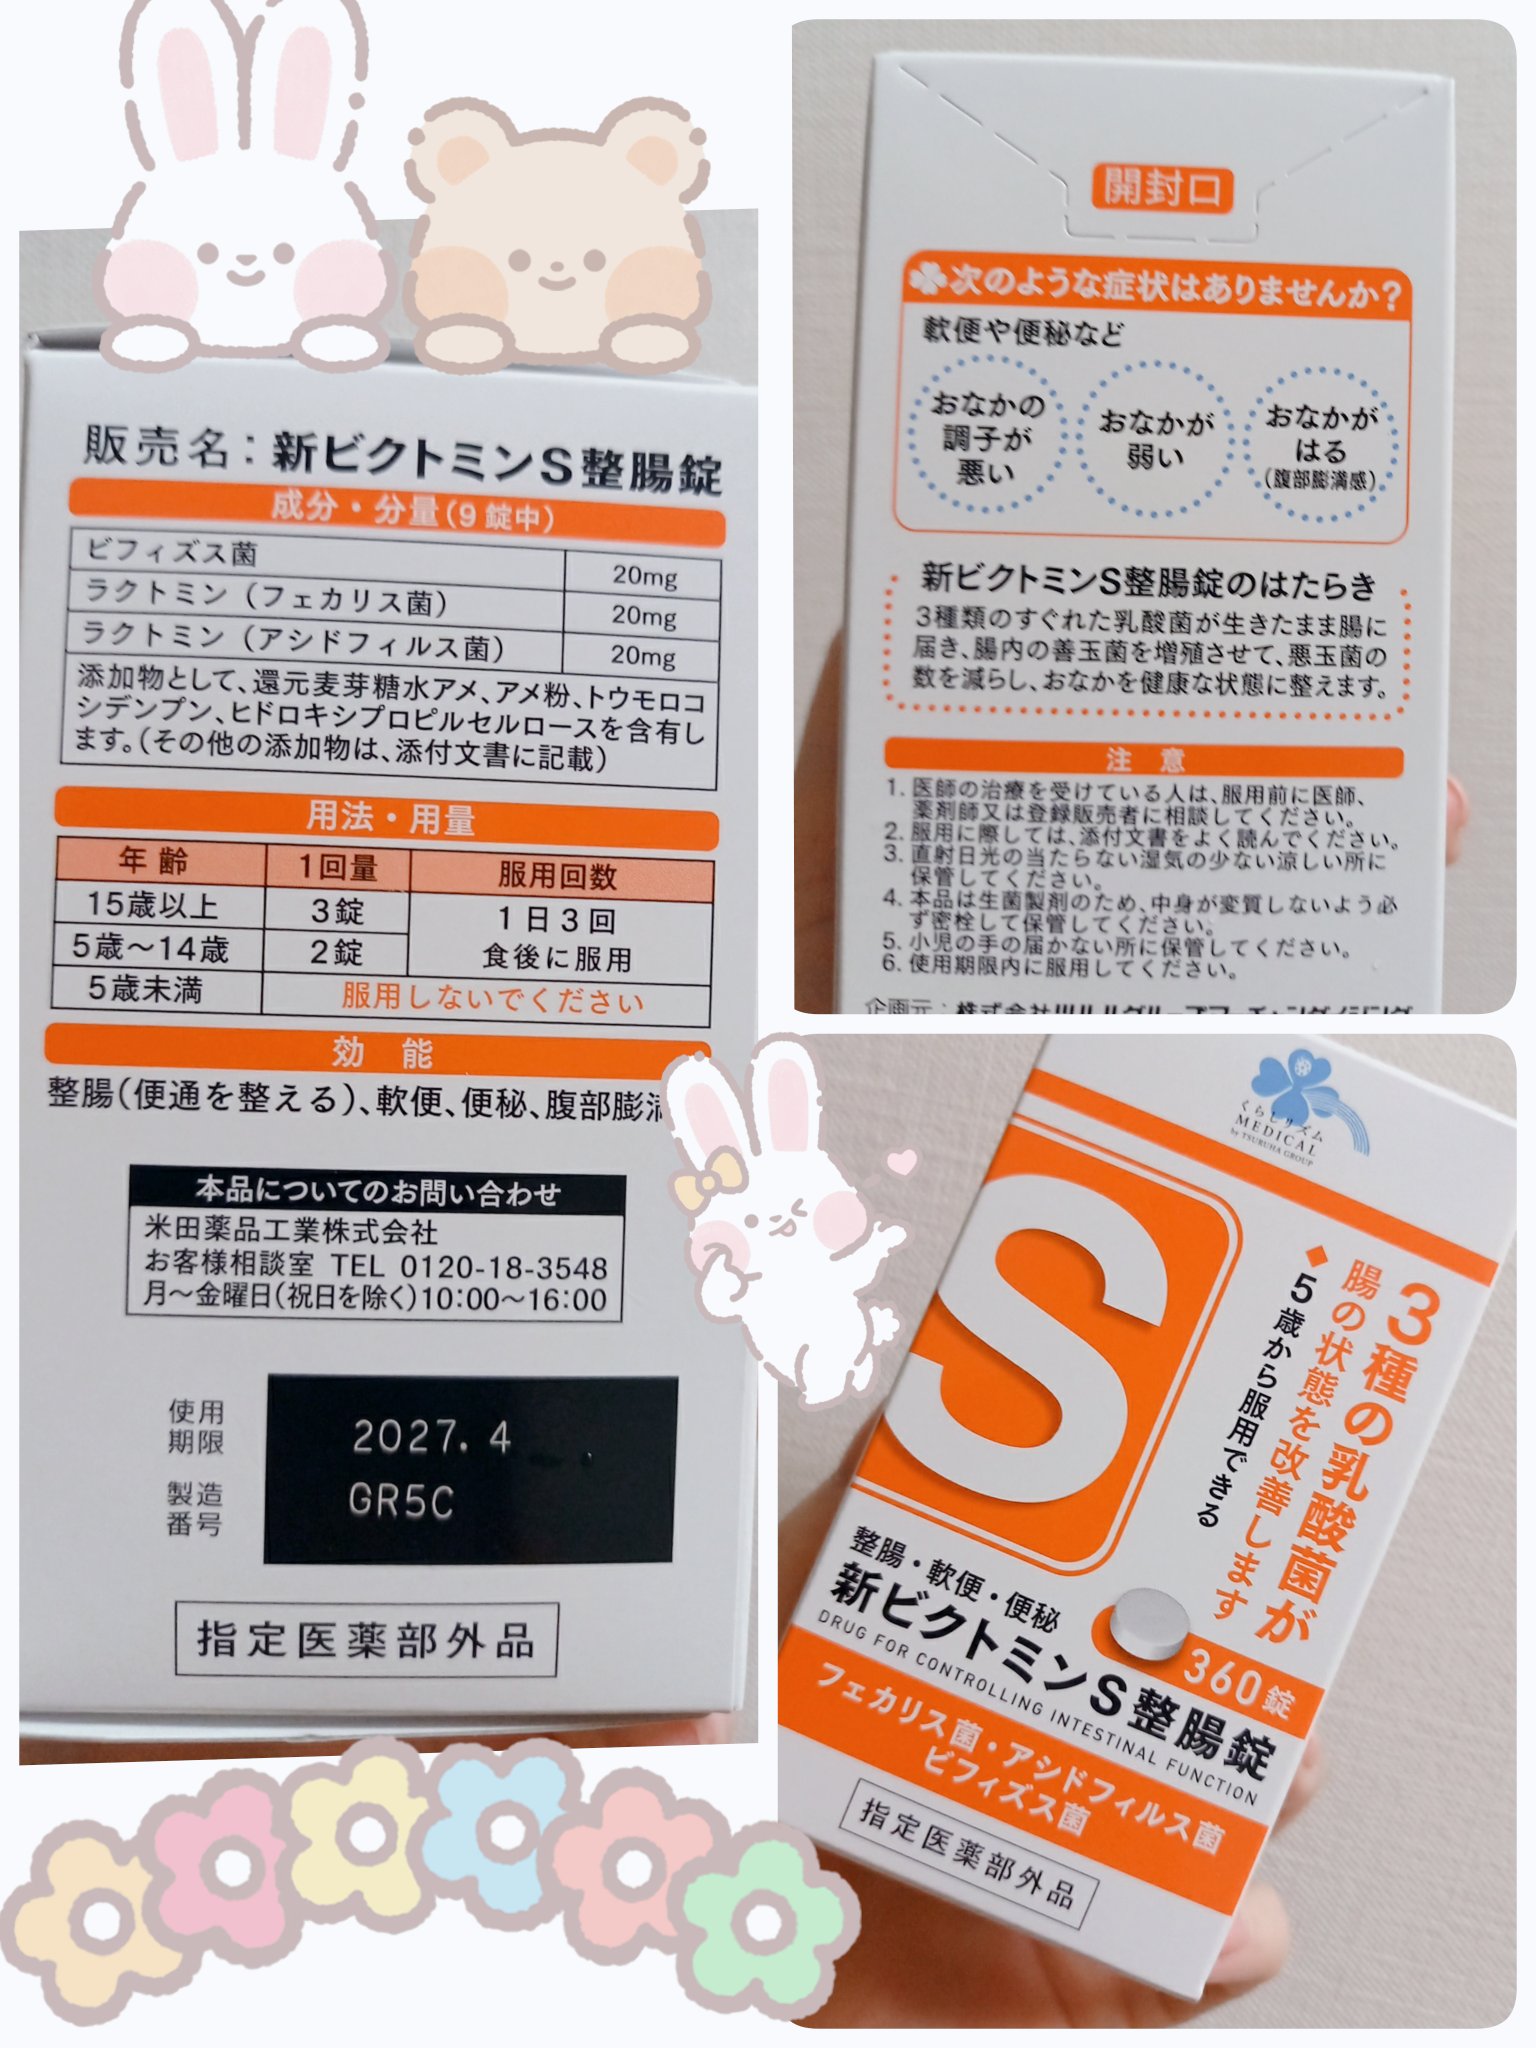 販売名：新ビクトミンS整腸錠
成分・分量（9錠中）
ビフィズス菌 20mg
ラクトミン（フェカリス菌） 20mg
ラクトミン（アシドフィルス菌） 20mg
添加物として、還元麦芽糖水アメ、アメ粉、トウモロコ
シデンプン、ヒドロキシプロピルセルロースを含有し
ます。（その他の添加物は、添付文書に記載）
用法・用量
年齢 1回量 服用回数
15歳以上 3錠 1日3回
5歳～14歳 2錠 食後に服用
5歳未満 服用しないでください
効能
整腸（便通を整える）、軟便、便秘、腹部膨満
本品についてのお問い合わせ
米田薬品工業株式会社
お客様相談室 TEL 0120-18-3548
月～金曜日（祝日を除く）10：00～16：00
使用
期限
2027.4
製造
番号
GR5C
指定医薬部外品
開封口
次のような症状はありませんか？
軟便や便秘など
おなかの
調子が
悪い
おなかが
弱い
おなかが
はる
（腹部膨満感）
新ビクトミンS整腸錠のはたらき
3種類のすぐれた乳酸菌が生きたまま腸に
届き、腸内の善玉菌を増殖させて、悪玉菌の
数を減らし、おなかを健康な状態に整えます。
注意
1. 医師の治療を受けている人は、服用前に医師、
薬剤師又は登録販売者に相談してください。
2. 服用に際しては、添付文書をよく読んでください。
3. 直射日光の当たらない湿気の少ない涼しい所に
保管してください。
4. 本品は生菌製剤のため、中身が変質しないよう必
ず密栓して保管してください。
5. 小児の手の届かない所に保管してください。
6. 使用期限内に服用してください。
企画元：株式会社
くらしリズム
MEDICAL
by TSURUHA GROUP
S
3種の乳酸菌が
腸の状態を改善します
◆5歳から服用できる
整腸・軟便・便秘
新ビクトミンS整腸錠
DRUG FOR CONTROLLING INTESTINAL FUNCTION
360錠
フェカリス菌・アシドフィルス菌
ビフィズス菌
指定医薬部外品